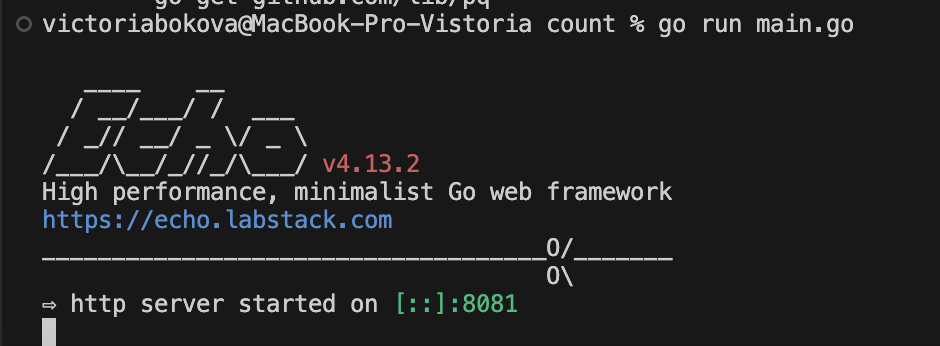 go get github.com/lib/pq
victoriabokova@MacBook-Pro-Vistoria count % go run main.go
   ____    __
  / __/___/ /  ___
 / _// __/ _ \/ _ \
/___/\__/_//_/\___/ v4.13.2
High performance, minimalist Go web framework
https://echo.labstack.com
____________________________________O/_______
                                    O\
⇨ http server started on [::]:8081